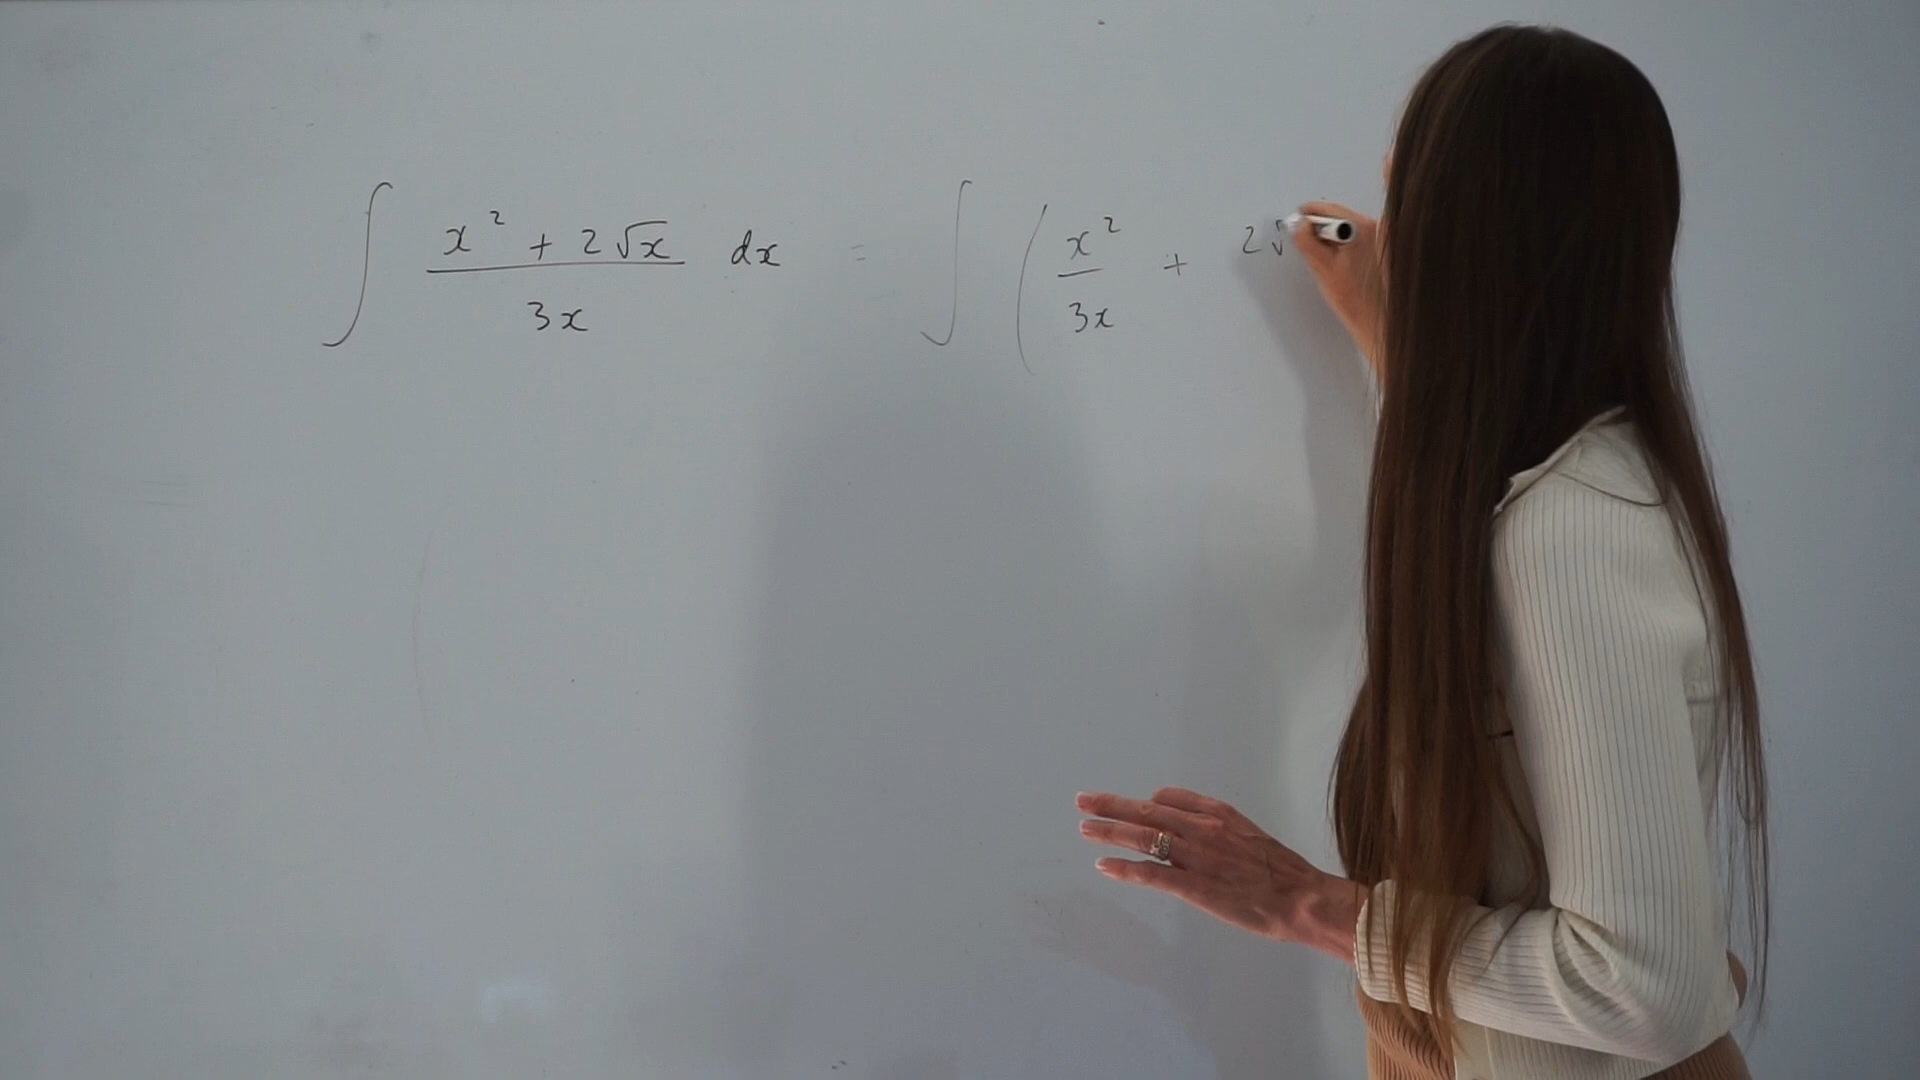 ∫ (x² + 2√x)/(3x) dx = ∫ ( x²/(3x) + 2√